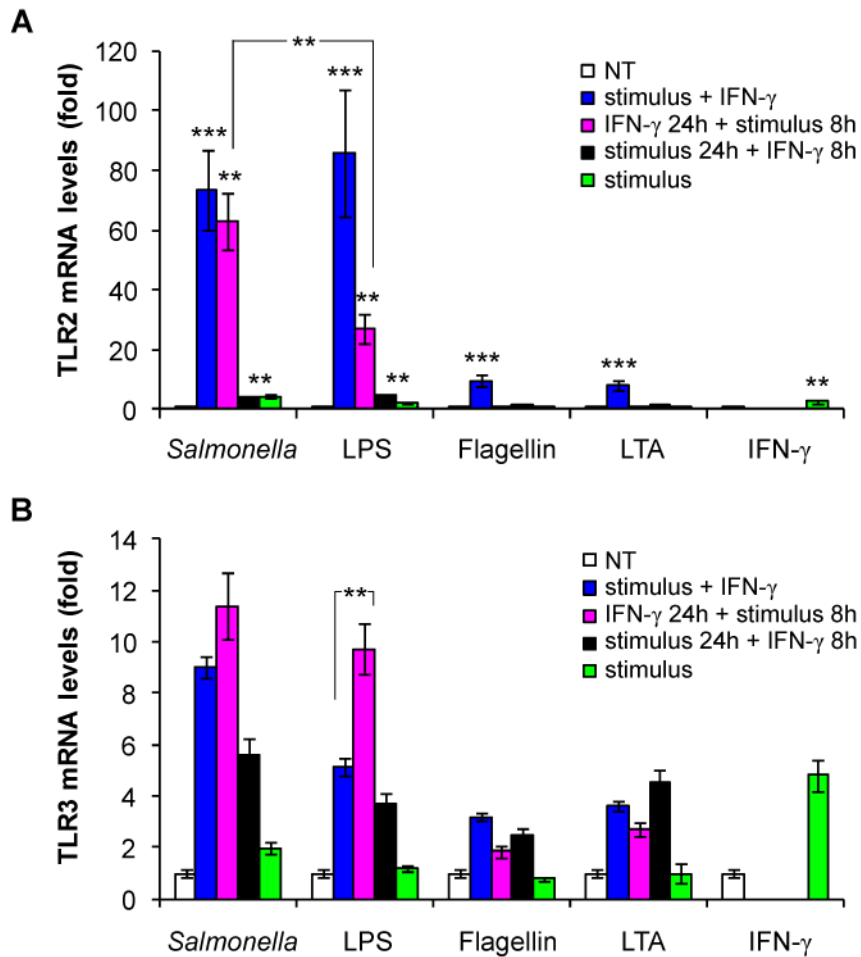 A
TLR2 mRNA levels (fold)
120
100
80
60
40
20
0
**
***
**
**
***
**
**
***
***
**
NT
stimulus + IFN-γ
IFN-γ 24h + stimulus 8h
stimulus 24h + IFN-γ 8h
stimulus
Salmonella LPS Flagellin LTA IFN-γ
B
TLR3 mRNA levels (fold)
14
12
10
8
6
4
2
0
**
NT
stimulus + IFN-γ
IFN-γ 24h + stimulus 8h
stimulus 24h + IFN-γ 8h
stimulus
Salmonella LPS Flagellin LTA IFN-γ